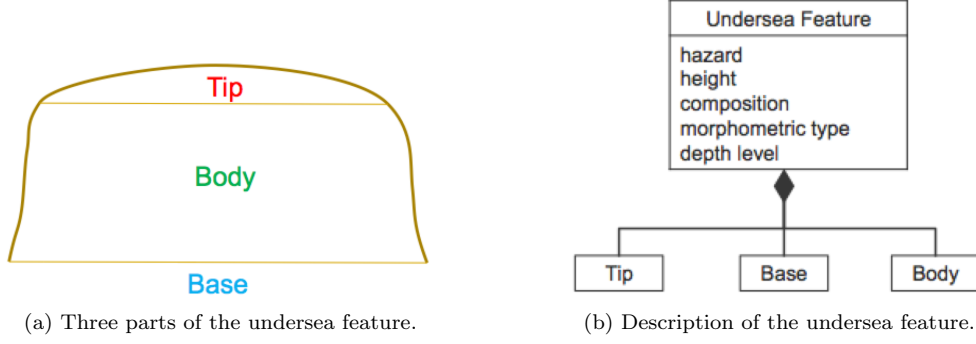 Tip
Body
Base
(a) Three parts of the undersea feature.
Undersea Feature
hazard
height
composition
morphometric type
depth level
Tip
Base
Body
(b) Description of the undersea feature.